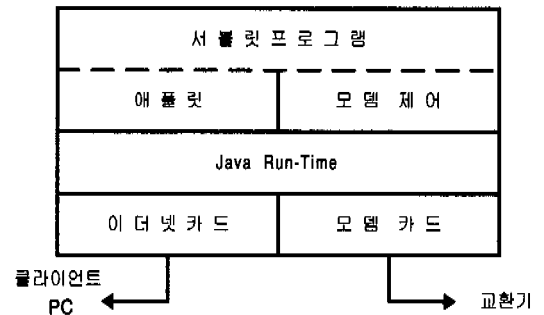 서 블 릿 프 로 그 램
애 플 릿
모 뎀 제 어
Java Run-Time
이 더 넷 카 드
모 뎀 카 드
클라이언트
PC
교환기